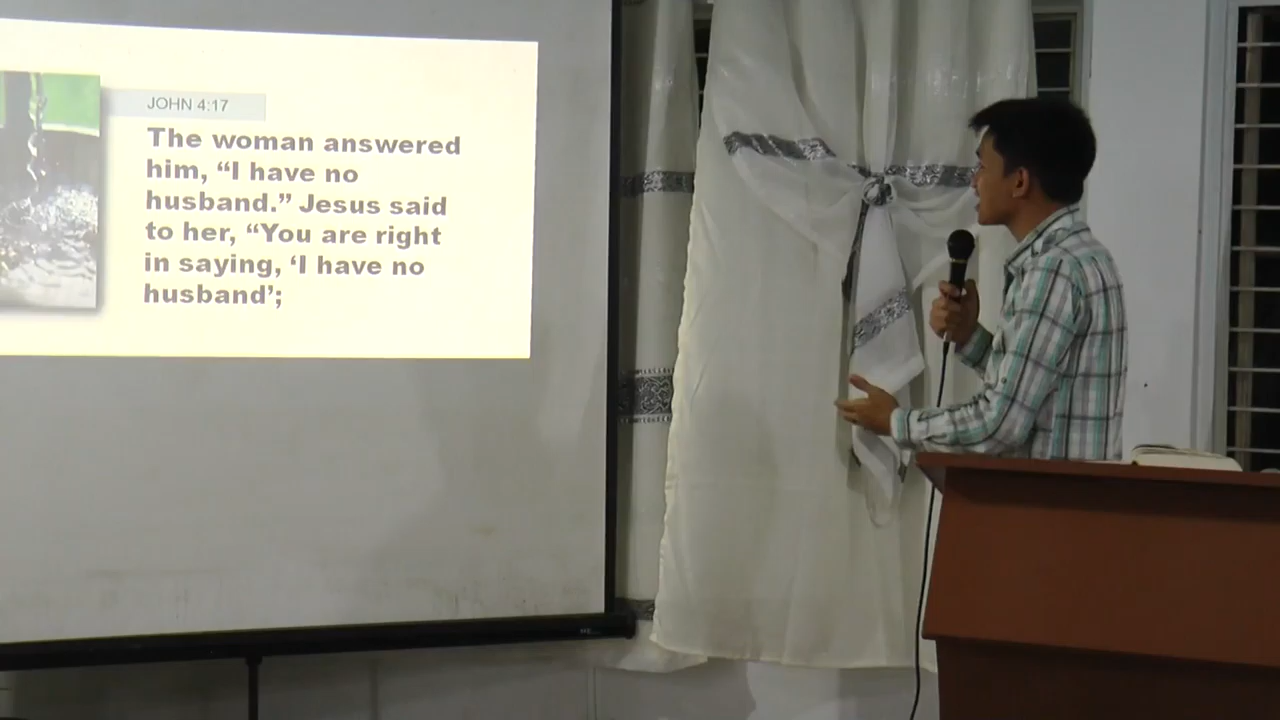 JOHN 4:17
The woman answered
him, “I have no
husband.” Jesus said
to her, “You are right
in saying, ‘I have no
husband’;